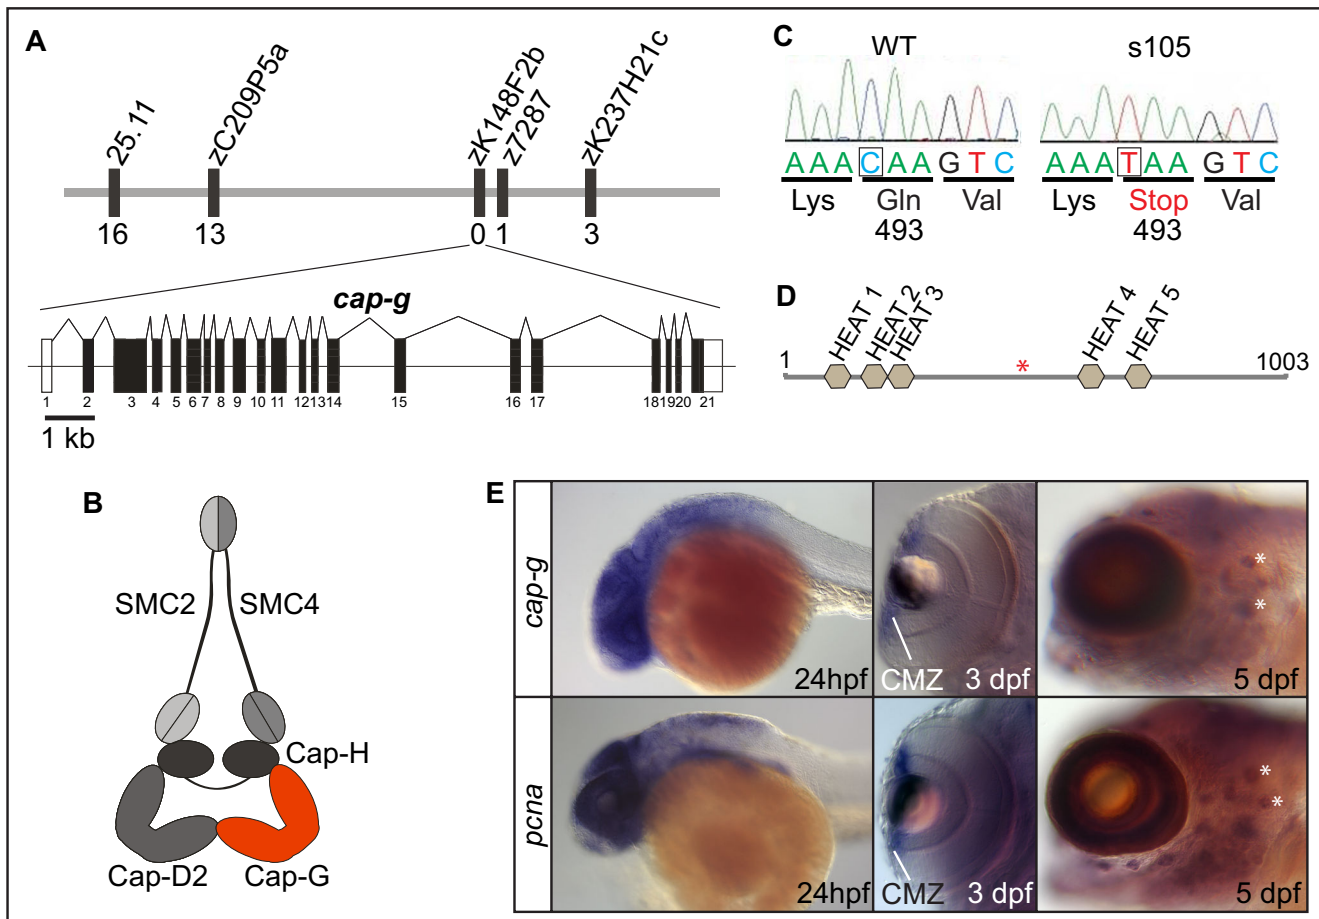 A
25.11
zC209P5a
zK148F2b
z7287
zK237H21c
16
13
0
1
3
cap-g
1
2
3
4
5
6
7
8
9
10
11
12
13
14
15
16
17
18
19
20
21
1 kb
B
SMC2
SMC4
Cap-H
Cap-D2
Cap-G
C
WT
s105
A A A C A A G T C
A A A T A A G T C
Lys
Gln
Val
Lys
Stop
Val
493
493
D
HEAT 1
HEAT 2
HEAT 3
HEAT 4
HEAT 5
1
*
1003
E
cap-g
24hpf
CMZ
3 dpf
*
*
5 dpf
pcna
24hpf
CMZ
3 dpf
*
*
5 dpf